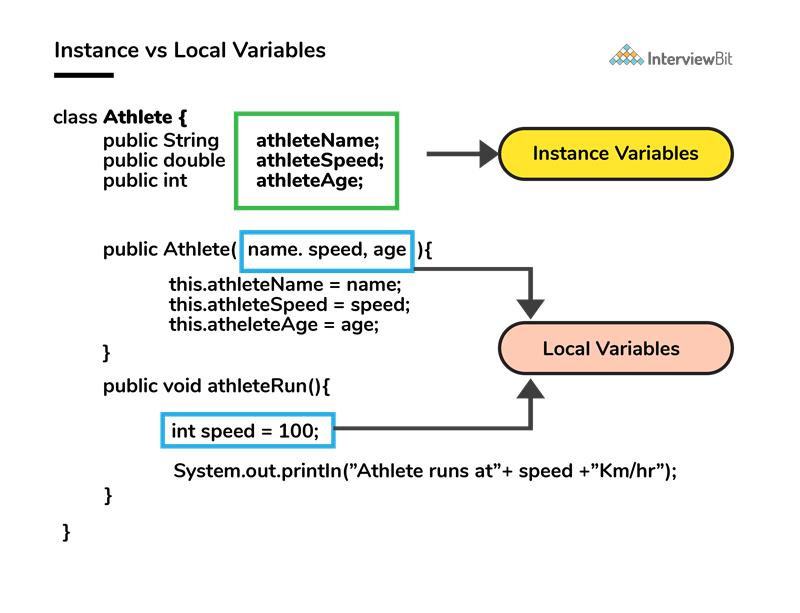 Instance vs Local Variables
InterviewBit
class Athlete {
public String athleteName;
public double athleteSpeed;
public int athleteAge;
Instance Variables
public Athlete( name. speed, age ){
this.athleteName = name;
this.athleteSpeed = speed;
this.atheleteAge = age;
}
Local Variables
public void athleteRun(){
int speed = 100;
System.out.println(”Athlete runs at”+ speed +”Km/hr”);
}
}